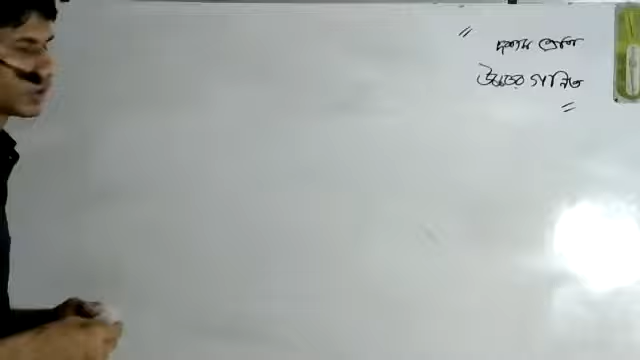 " দশম শ্রেণি
উচ্চতর গণিত "